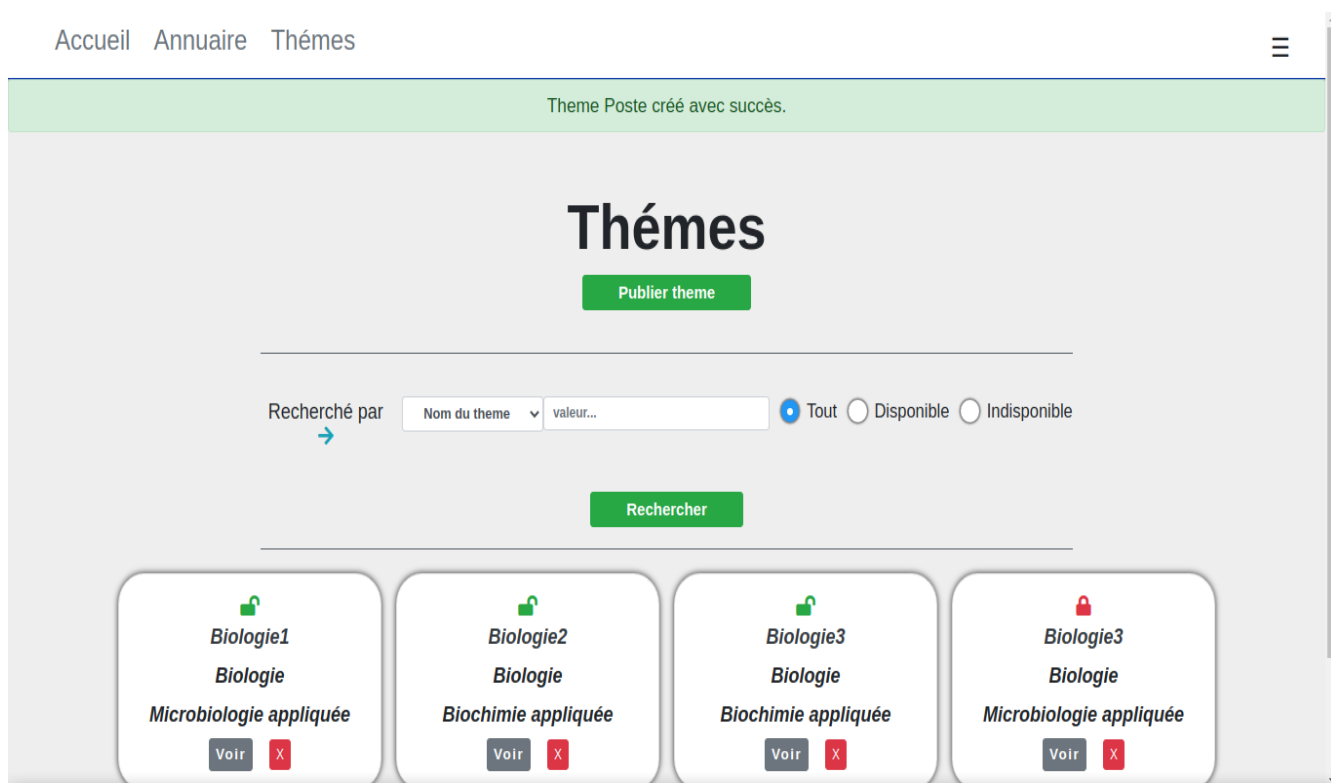 Accueil Annuaire Thémes
Theme Poste créé avec succès.
Thémes
Publier theme
Recherché par Nom du theme valeur... Tout Disponible Indisponible
Rechercher
Biologie1 Biologie2 Biologie3 Biologie3
Biologie Biologie Biologie Biologie
Microbiologie appliquée Biochimie appliquée Biochimie appliquée Microbiologie appliquée
Voir X Voir X Voir X Voir X